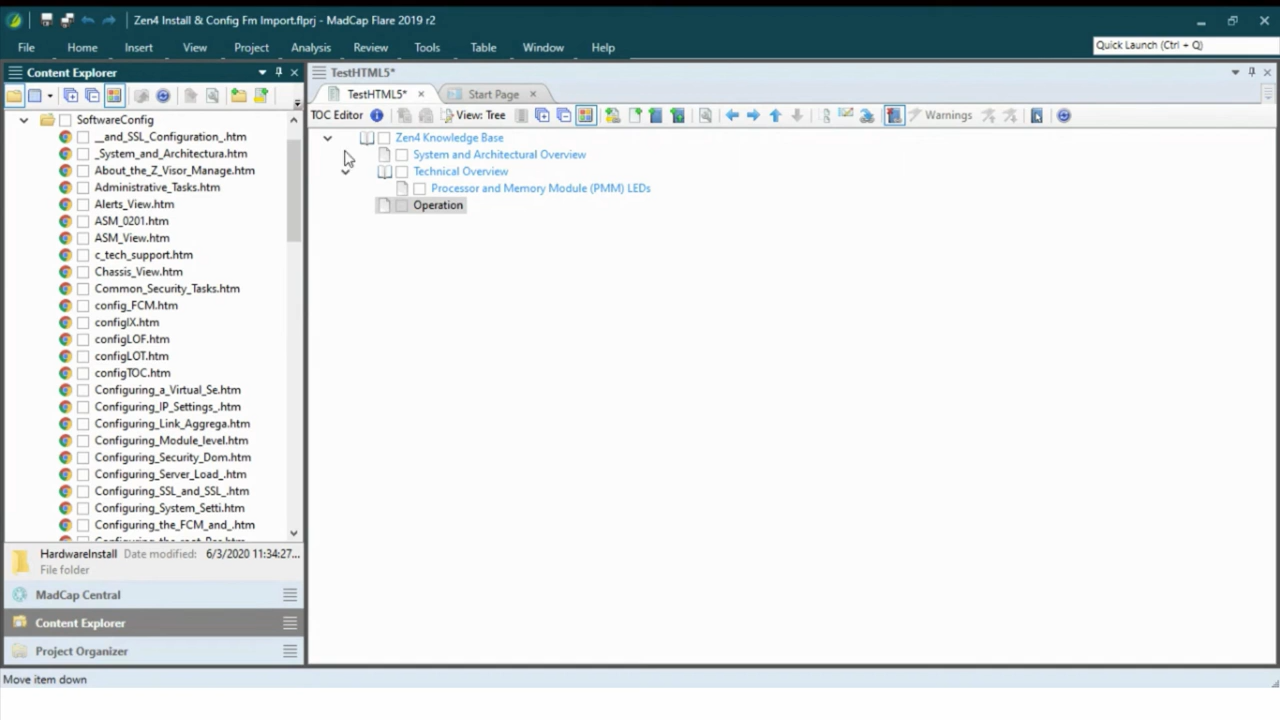 Zen4 Install & Config Fm Import.flprj - MadCap Flare 2019 r2
File Home Insert View Project Analysis Review Tools Table Window Help
Quick Launch (Ctrl + Q)
Content Explorer
SoftwareConfig
__and_SSL_Configuration_.htm
_System_and_Architectura.htm
About_the_Z_Visor_Manage.htm
Administrative_Tasks.htm
Alerts_View.htm
ASM_0201.htm
ASM_View.htm
c_tech_support.htm
Chassis_View.htm
Common_Security_Tasks.htm
config_FCM.htm
configIX.htm
configLOF.htm
configLOT.htm
configTOC.htm
Configuring_a_Virtual_Se.htm
Configuring_IP_Settings_.htm
Configuring_Link_Aggrega.htm
Configuring_Module_level.htm
Configuring_Security_Dom.htm
Configuring_Server_Load_.htm
Configuring_SSL_and_SSL_.htm
Configuring_System_Setti.htm
Configuring_the_FCM_and_.htm
HardwareInstall Date modified: 6/3/2020 11:34:27...
File folder
MadCap Central
Content Explorer
Project Organizer
TestHTML5*
TestHTML5* Start Page
TOC Editor View: Tree Warnings
Zen4 Knowledge Base
System and Architectural Overview
Technical Overview
Processor and Memory Module (PMM) LEDs
Operation
Move item down